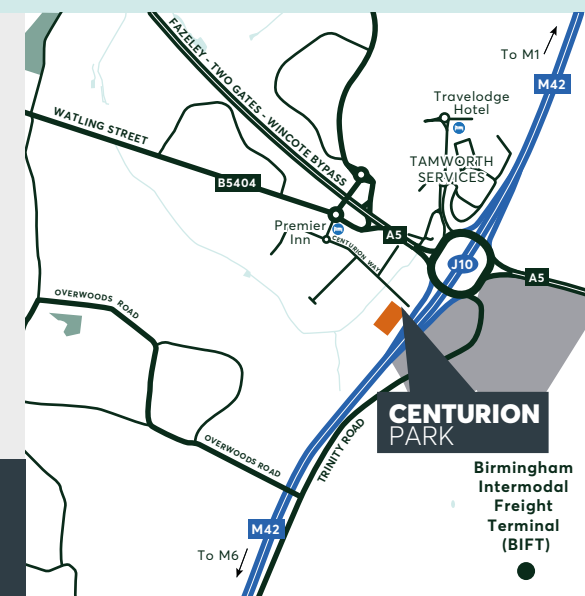 To M1
M42
FAZELEY - TWO GATES - WINCOTE BYPASS
Travelodge
Hotel
WATLING STREET
TAMWORTH
SERVICES
B5404
Premier
Inn
CENTURION WAY
A5
J10
A5
OVERWOODS ROAD
CENTURION
PARK
TRINITY ROAD
OVERWOODS ROAD
Birmingham
Intermodal
Freight
Terminal
(BIFT)
M42
To M6